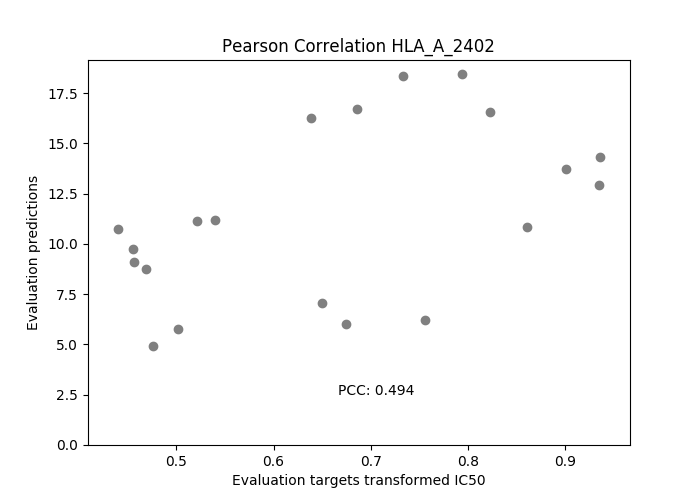 Pearson Correlation HLA_A_2402
17.5
15.0
12.5
10.0
7.5
5.0
2.5
0.0
Evaluation predictions
PCC: 0.494
0.5 0.6 0.7 0.8 0.9
Evaluation targets transformed IC50